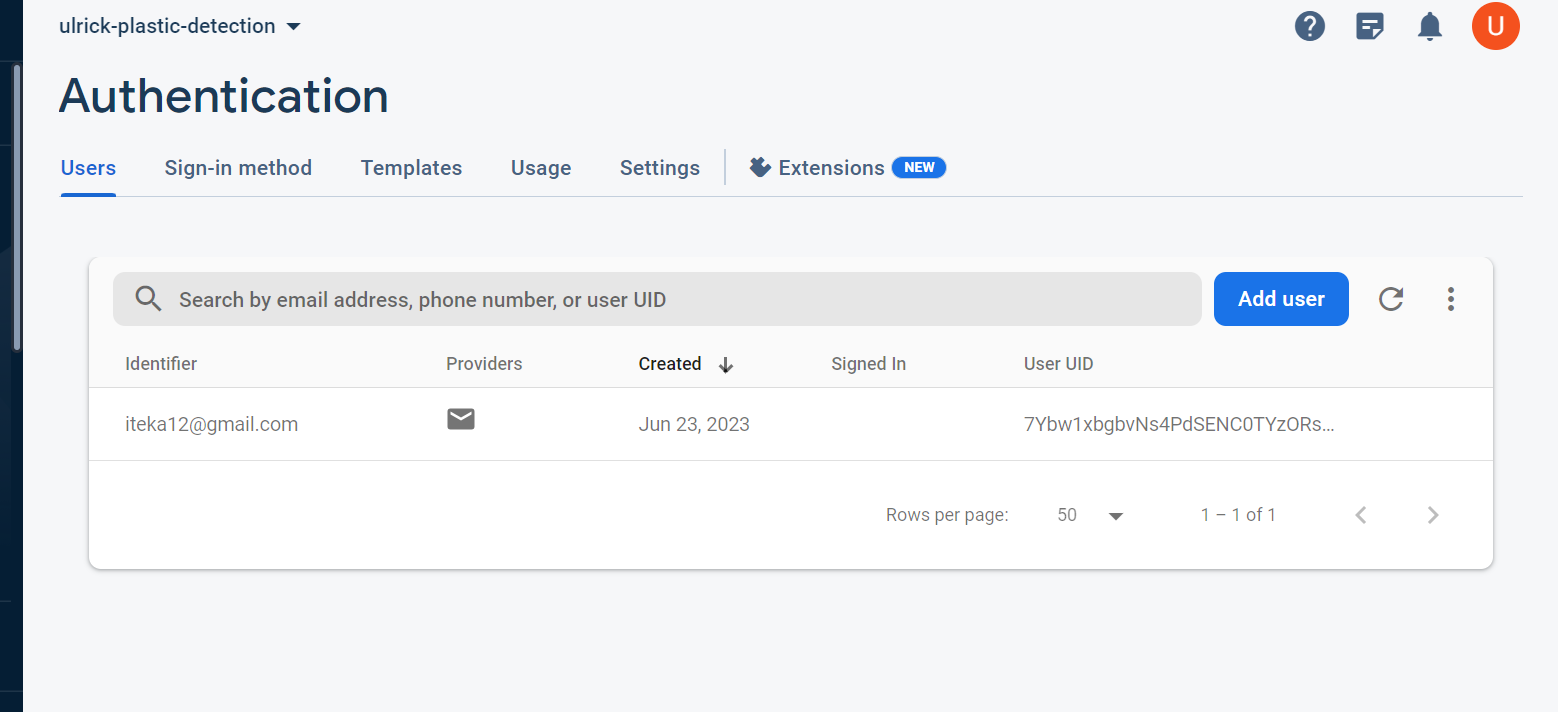 ulrick-plastic-detection
U
Authentication
Users Sign-in method Templates Usage Settings Extensions NEW
Search by email address, phone number, or user UID Add user
Identifier Providers Created Signed In User UID
iteka12@gmail.com Jun 23, 2023 7Ybw1xbgbvNs4PdSENC0TYzORs...
Rows per page: 50 1 – 1 of 1